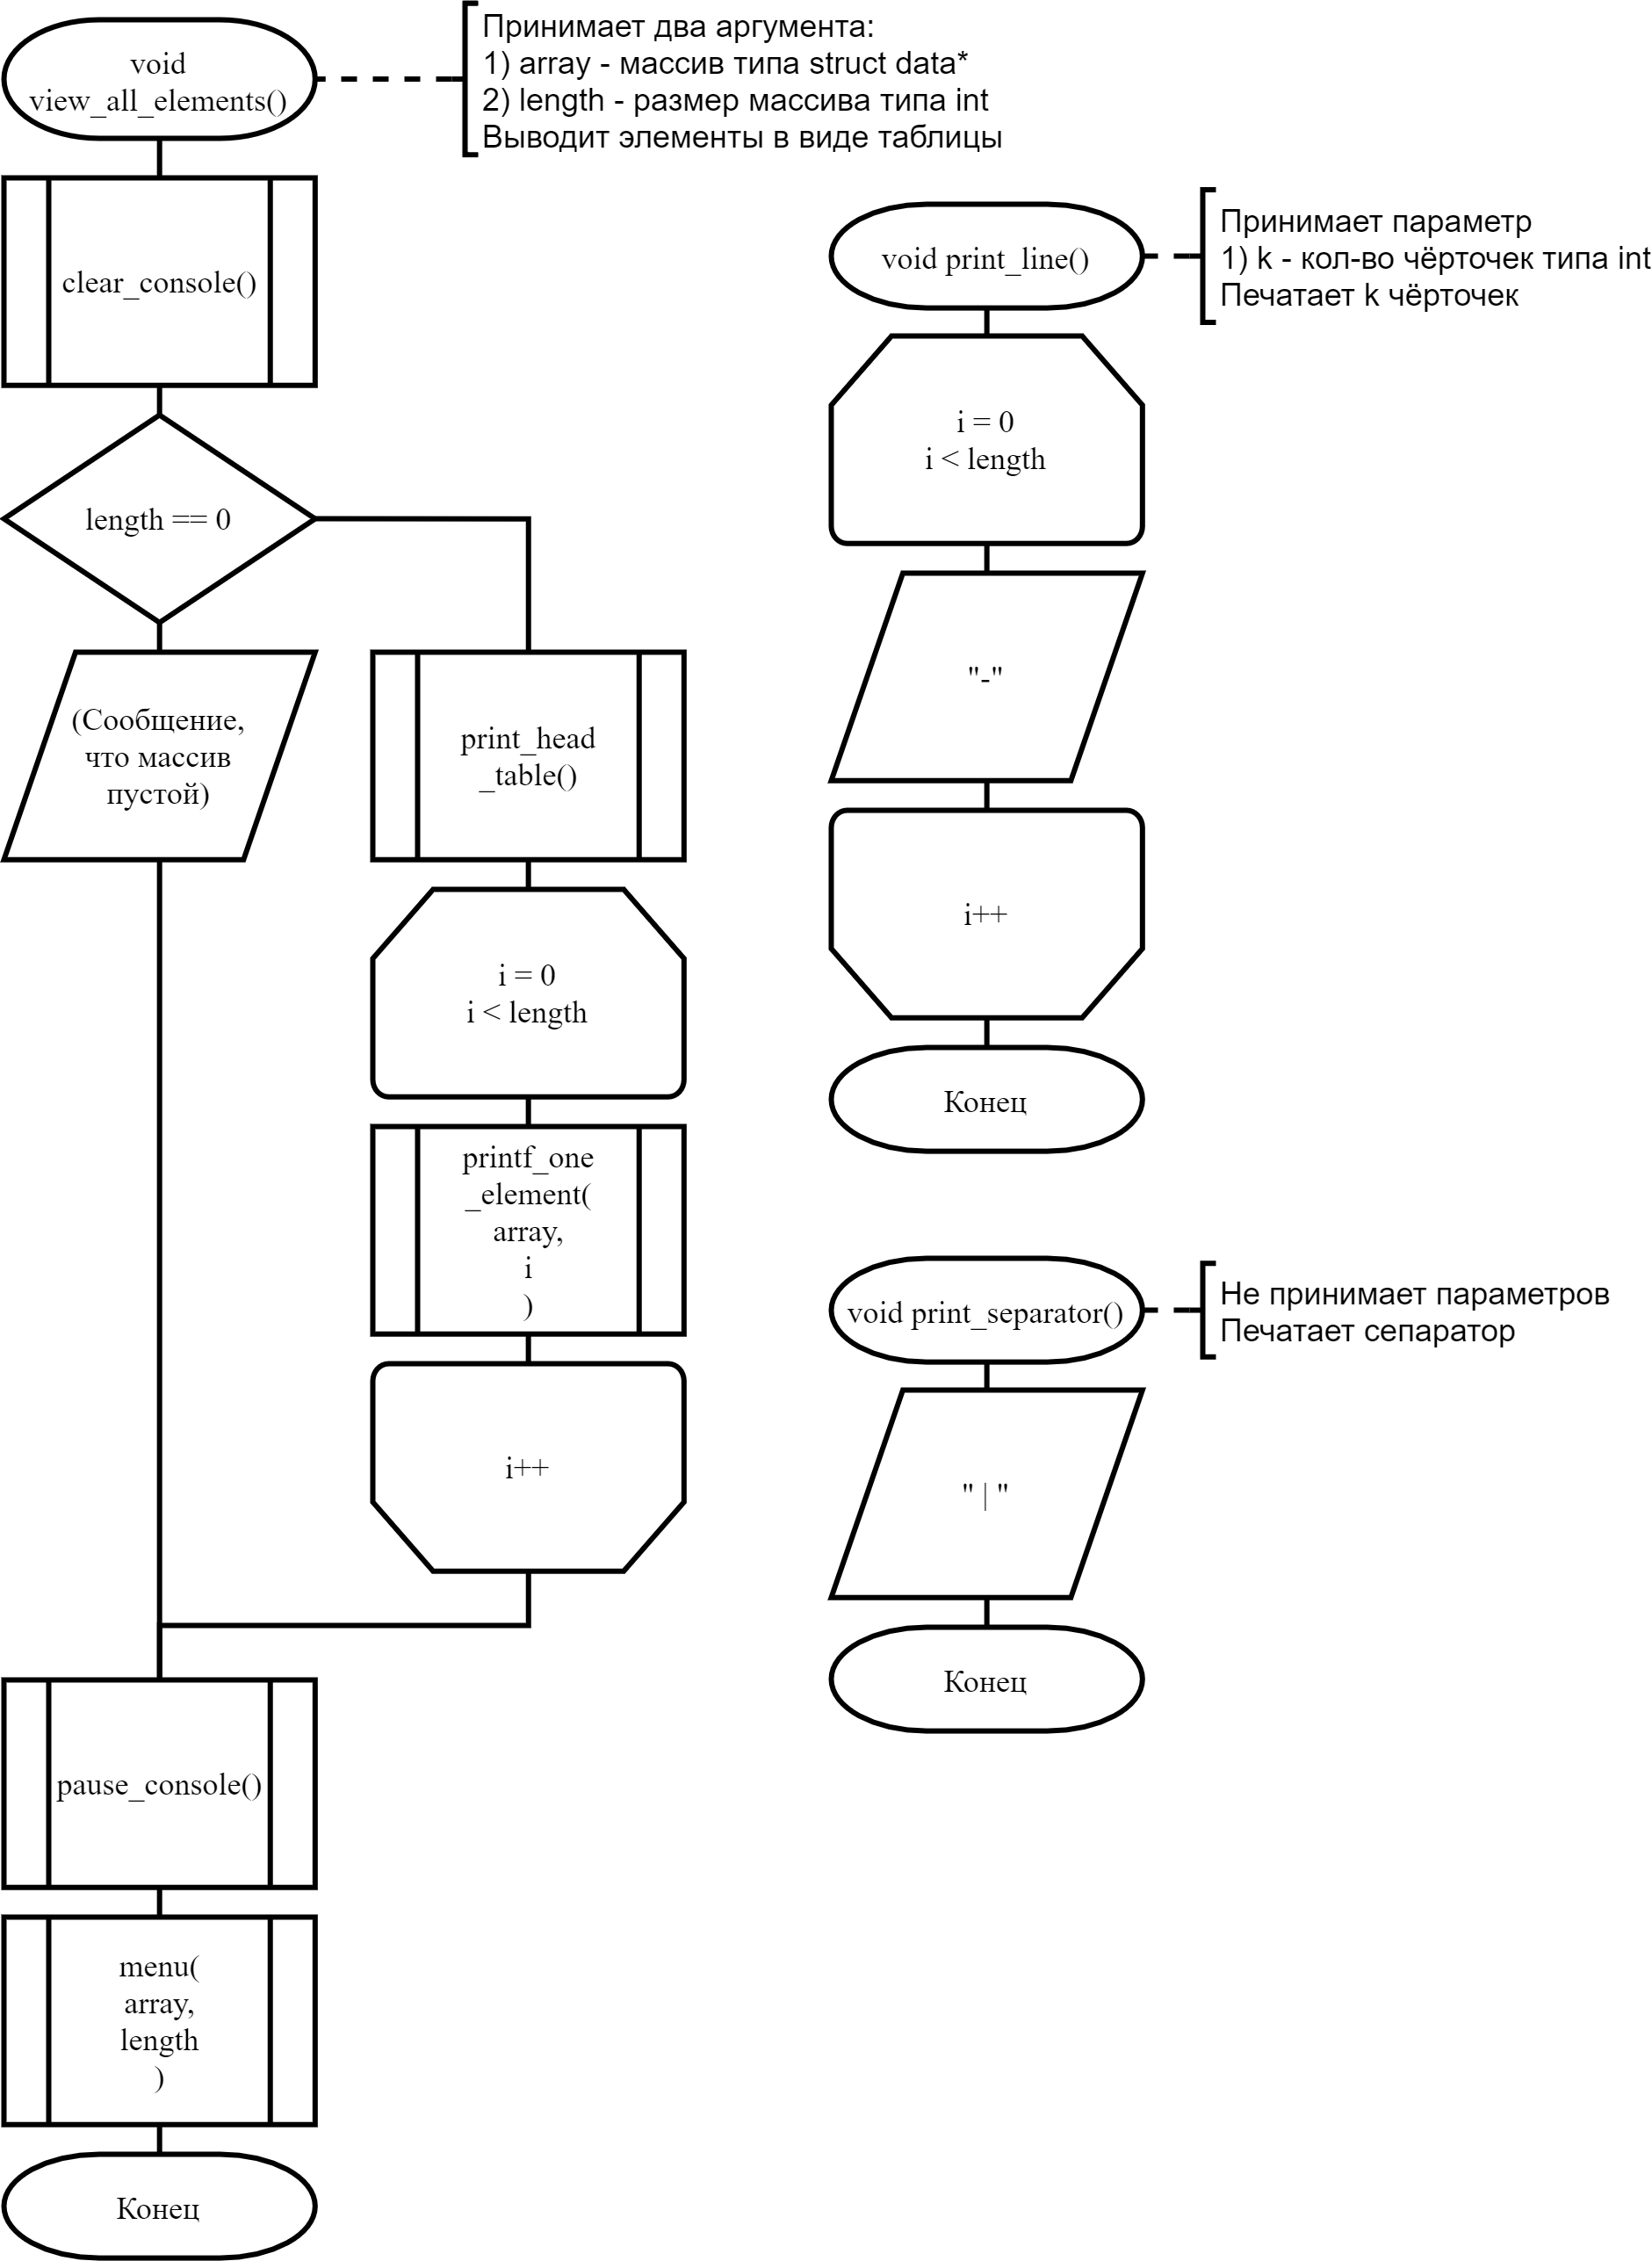 void
view_all_elements()
Принимает два аргумента:
1) array - массив типа struct data*
2) length - размер массива типа int
Выводит элементы в виде таблицы
clear_console()
length == 0
(Сообщение,
что массив
пустой)
print_head
_table()
i = 0
i < length
printf_one
_element(
array,
i
)
i++
pause_console()
menu(
array,
length
)
Конец
void print_line()
Принимает параметр
1) k - кол-во чёрточек типа int
Печатает k чёрточек
i = 0
i < length
"-"
i++
Конец
void print_separator()
Не принимает параметров
Печатает сепаратор
" | "
Конец